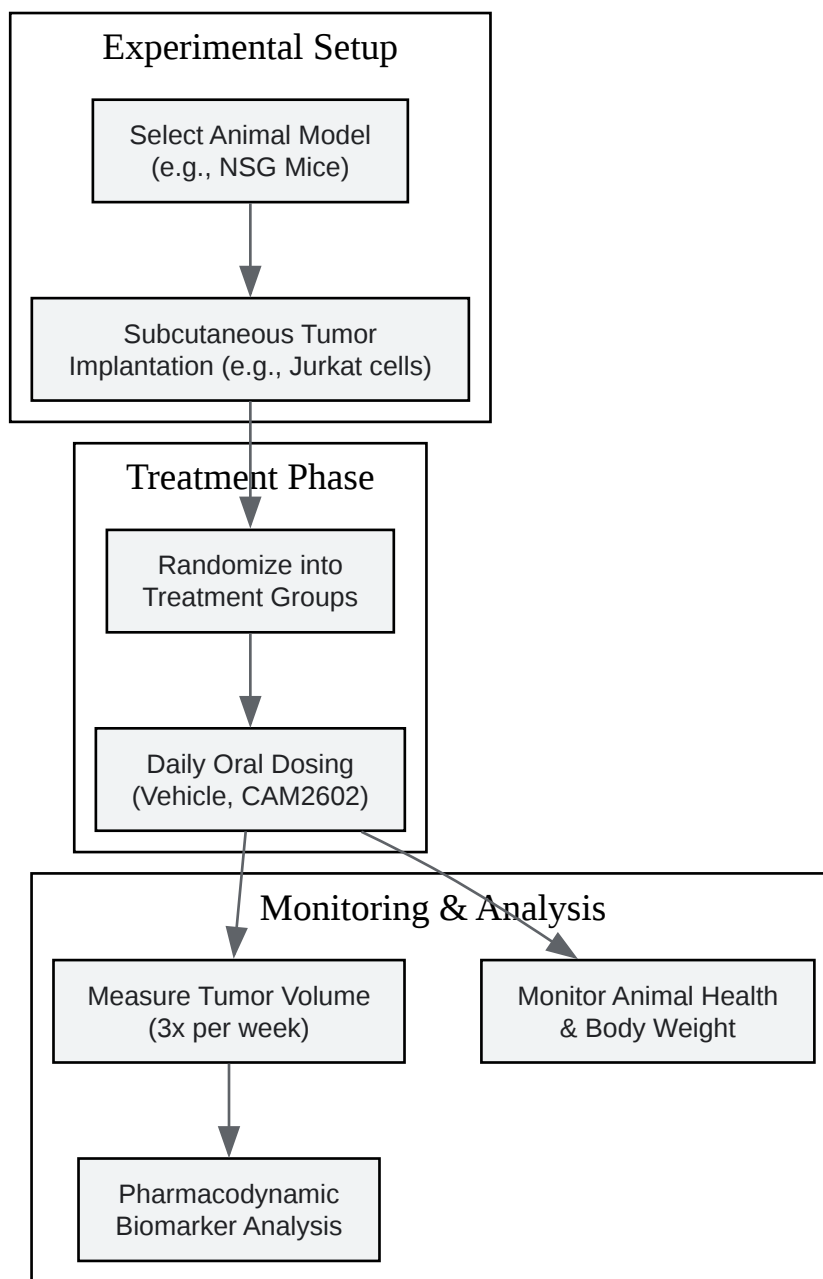 Experimental Setup
Select Animal Model
(e.g., NSG Mice)
Subcutaneous Tumor
Implantation (e.g., Jurkat cells)
Treatment Phase
Randomize into
Treatment Groups
Daily Oral Dosing
(Vehicle, CAM2602)
Monitoring & Analysis
Measure Tumor Volume
(3x per week)
Monitor Animal Health
& Body Weight
Pharmacodynamic
Biomarker Analysis